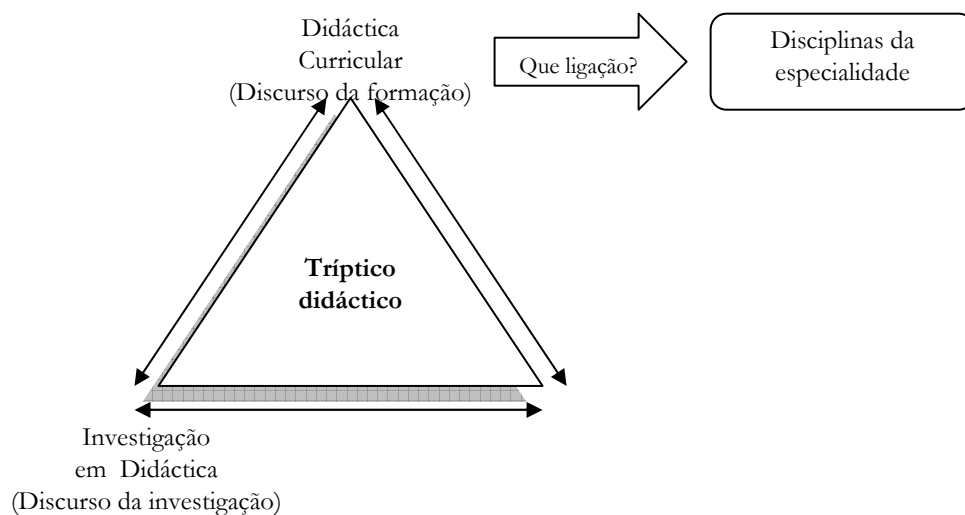 Didáctica
Curricular
(Discurso da formação)
Que ligação?
Disciplinas da
especialidade
Tríptico
didáctico
Investigação
em Didáctica
(Discurso da investigação)